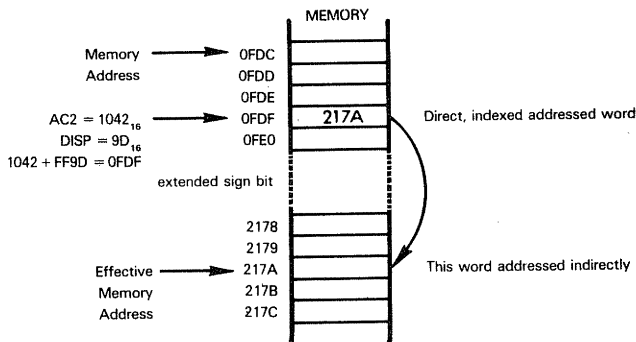 MEMORY
Memory
Address
0FDC
0FDD
0FDE
0FDF
0FE0
AC2 = 1042₁₆
DISP = 9D₁₆
1042 + FF9D = 0FDF
217A
Direct, indexed addressed word
extended sign bit
2178
2179
217A
217B
217C
Effective
Memory
Address
This word addressed indirectly